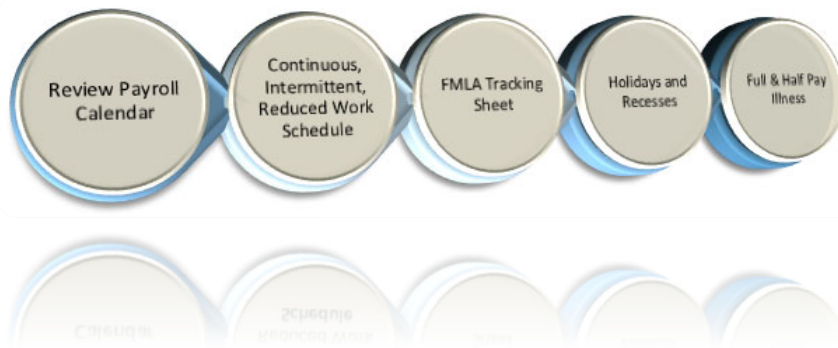 Review Payroll
Calendar
Continuous,
Intermittent,
Reduced Work
Schedule
FMLA Tracking
Sheet
Holidays and
Recesses
Full & Half Pay
Illness